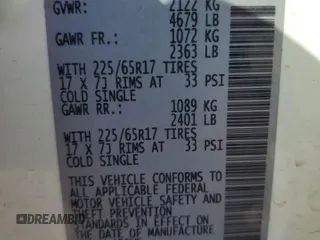 GVWR: 2122 KG
4679 LB
GAWR FR.: 1072 KG
2363 LB
WITH 225/65R17 TIRES
17 X 7J RIMS AT 33 PSI
COLD SINGLE
GAWR RR.: 1089 KG
2401 LB
WITH 225/65R17 TIRES
17 X 7J RIMS AT 33 PSI
COLD SINGLE
THIS VEHICLE CONFORMS TO
ALL APPLICABLE FEDERAL
MOTOR VEHICLE SAFETY AND
THEFT PREVENTION
STANDARDS IN EFFECT ON
THE DATE OF MANUFACTURE
DREAMBID